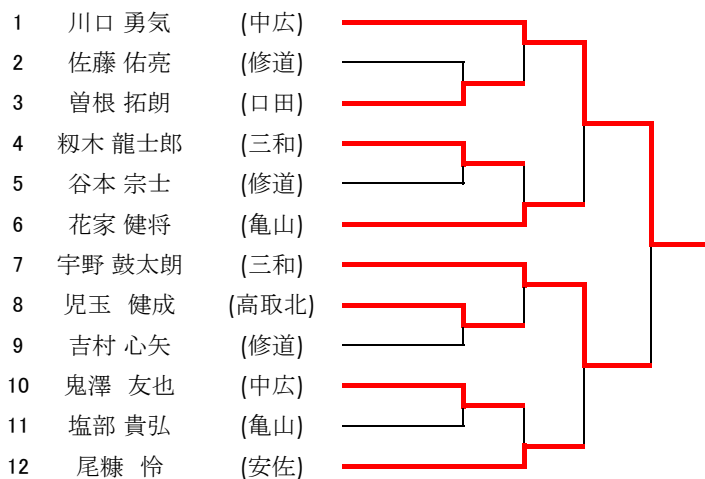 1 川口 勇気 (中広)
2 佐藤 佑亮 (修道)
3 曽根 拓朗 (口田)
4 籾木 龍士郎 (三和)
5 谷本 宗士 (修道)
6 花家 健将 (亀山)
7 宇野 鼓太朗 (三和)
8 児玉 健成 (高取北)
9 吉村 心矢 (修道)
10 鬼澤 友也 (中広)
11 塩部 貴弘 (亀山)
12 尾糠 怜 (安佐)